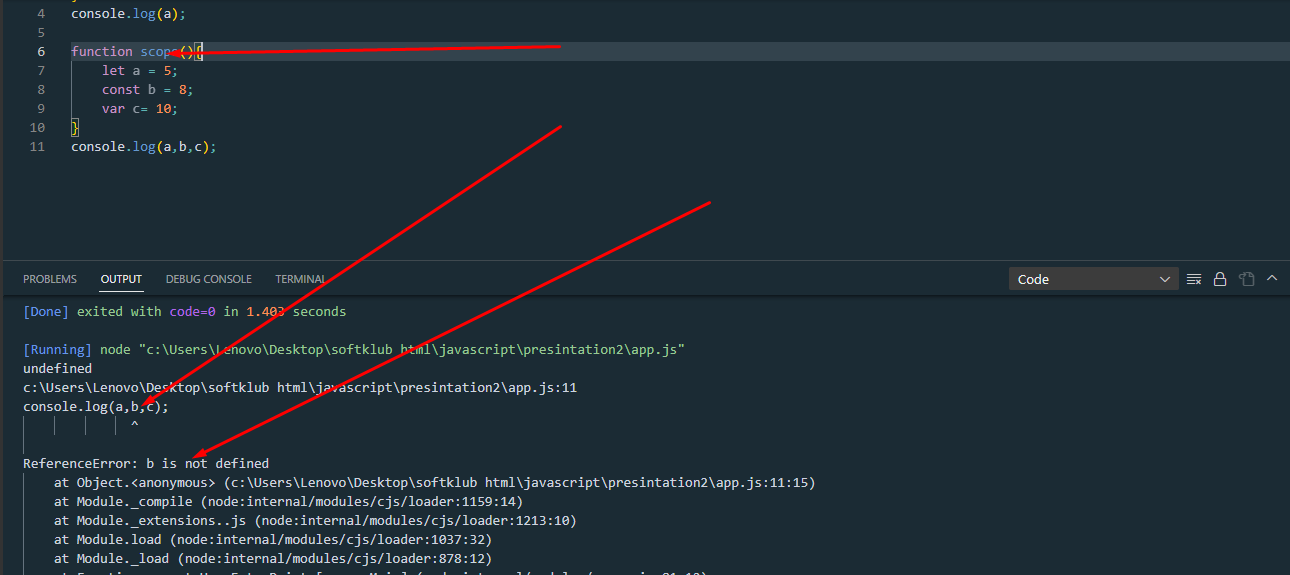 4 console.log(a);
5
6 function scope(){
7 let a = 5;
8 const b = 8;
9 var c= 10;
10 }
11 console.log(a,b,c);
PROBLEMS OUTPUT DEBUG CONSOLE TERMINAL Code
[Done] exited with code=0 in 1.403 seconds
[Running] node "c:\Users\Lenovo\Desktop\softklub html\javascript\presintation2\app.js"
undefined
c:\Users\Lenovo\Desktop\softklub html\javascript\presintation2\app.js:11
console.log(a,b,c);
^
ReferenceError: b is not defined
at Object.<anonymous> (c:\Users\Lenovo\Desktop\softklub html\javascript\presintation2\app.js:11:15)
at Module._compile (node:internal/modules/cjs/loader:1159:14)
at Module._extensions..js (node:internal/modules/cjs/loader:1213:10)
at Module.load (node:internal/modules/cjs/loader:1037:32)
at Module._load (node:internal/modules/cjs/loader:878:12)